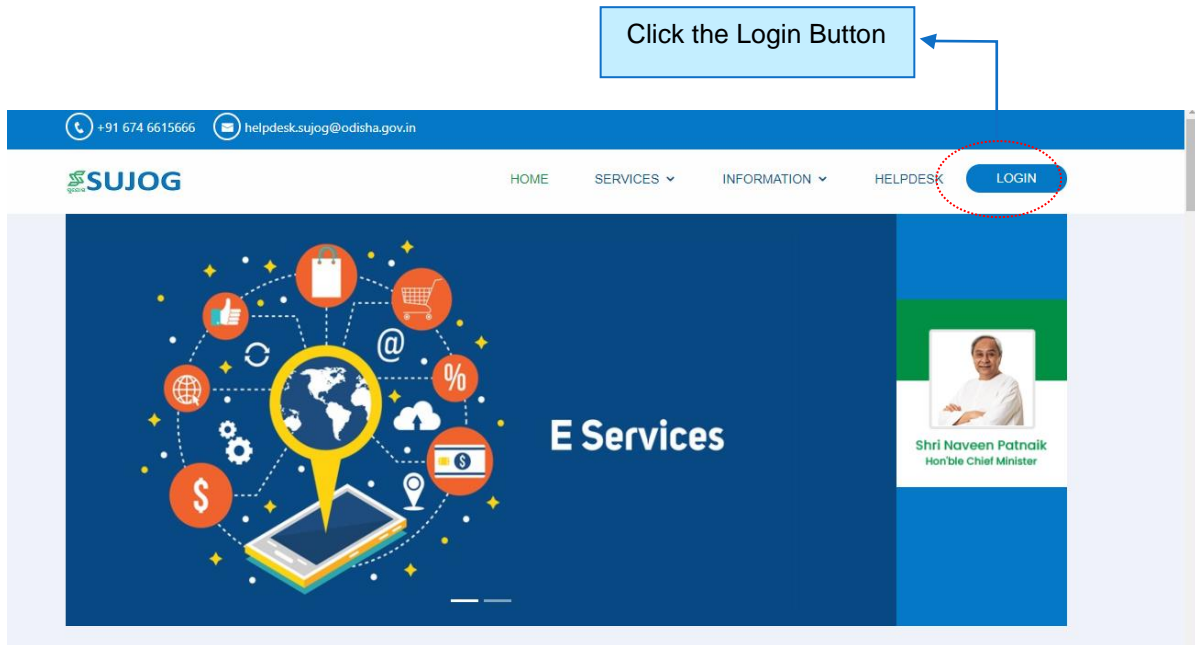 Click the Login Button
+91 674 6615666 helpdesk.sujog@odisha.gov.in
ସୁଯୋଗ SUJOG HOME SERVICES INFORMATION HELPDESK LOGIN
@
%
$
$
E Services
Shri Naveen Patnaik
Hon'ble Chief Minister